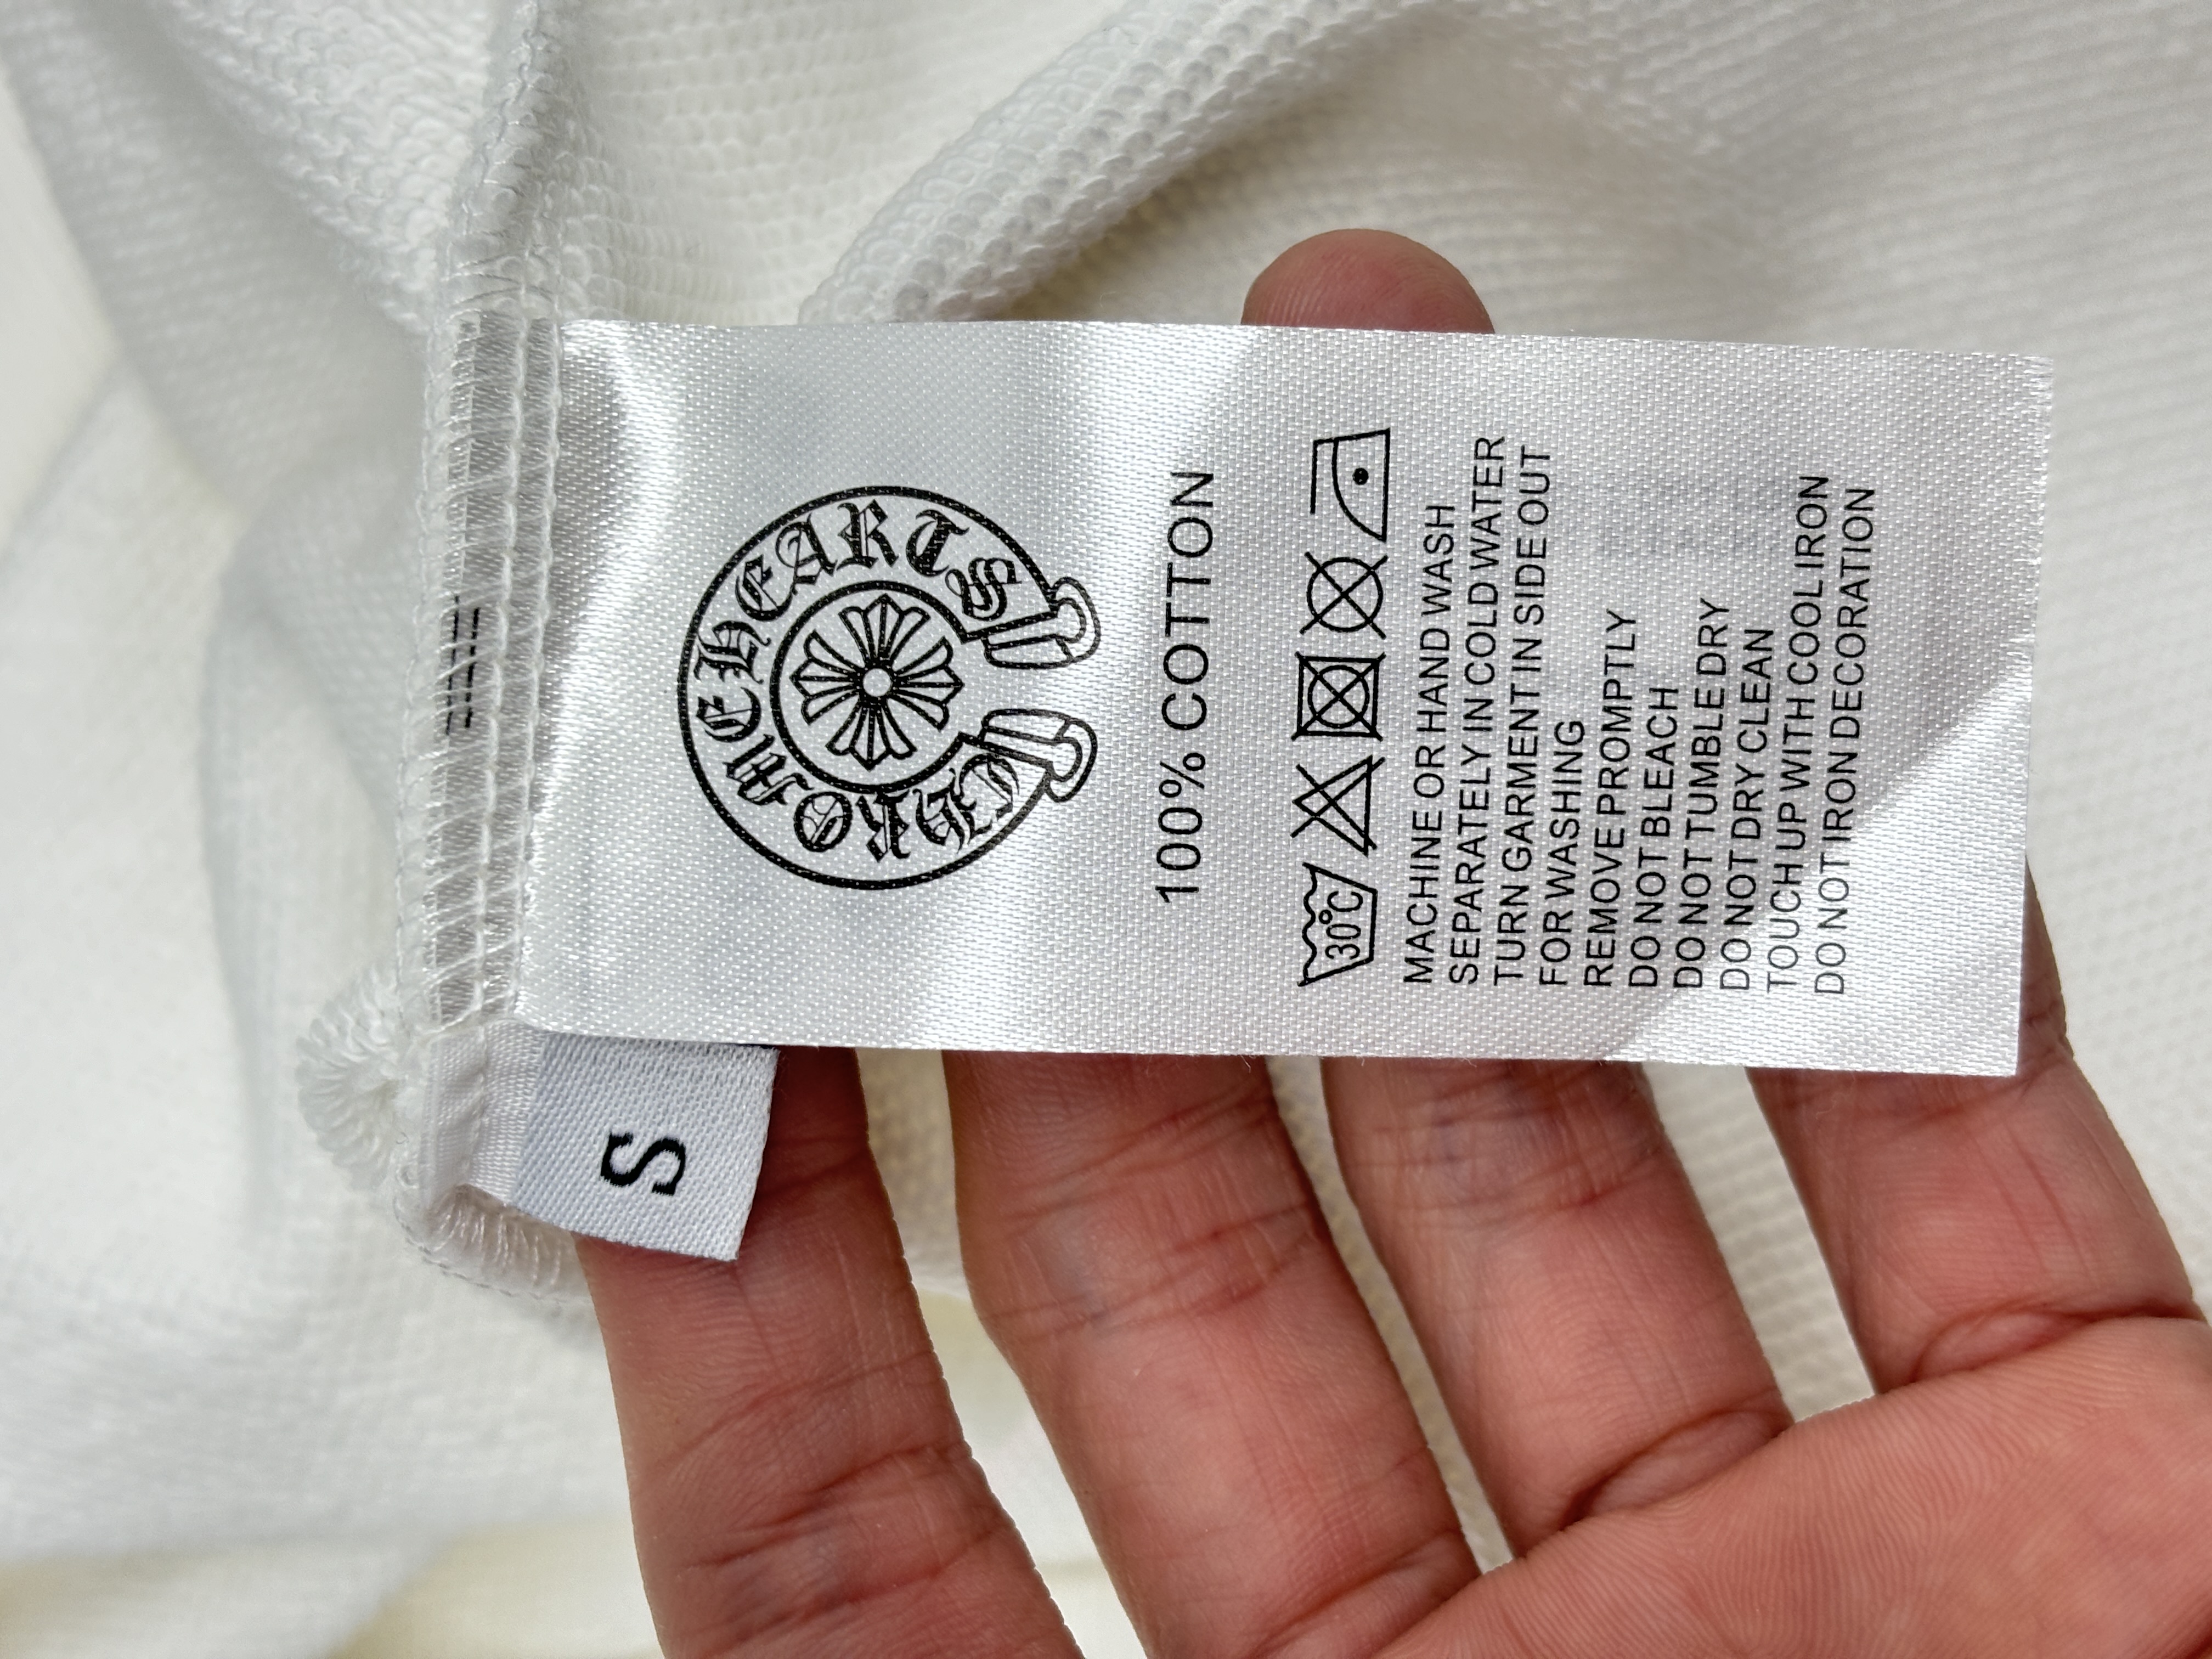 CHROME HEARTS
100% COTTON
30°C
MACHINE OR HAND WASH
SEPARATELY IN COLD WATER
TURN GARMENT IN SIDE OUT
FOR WASHING
REMOVE PROMPTLY
DO NOT BLEACH
DO NOT TUMBLE DRY
DO NOT DRY CLEAN
TOUCH UP WITH COOL IRON
DO NOT IRON DECORATION
S